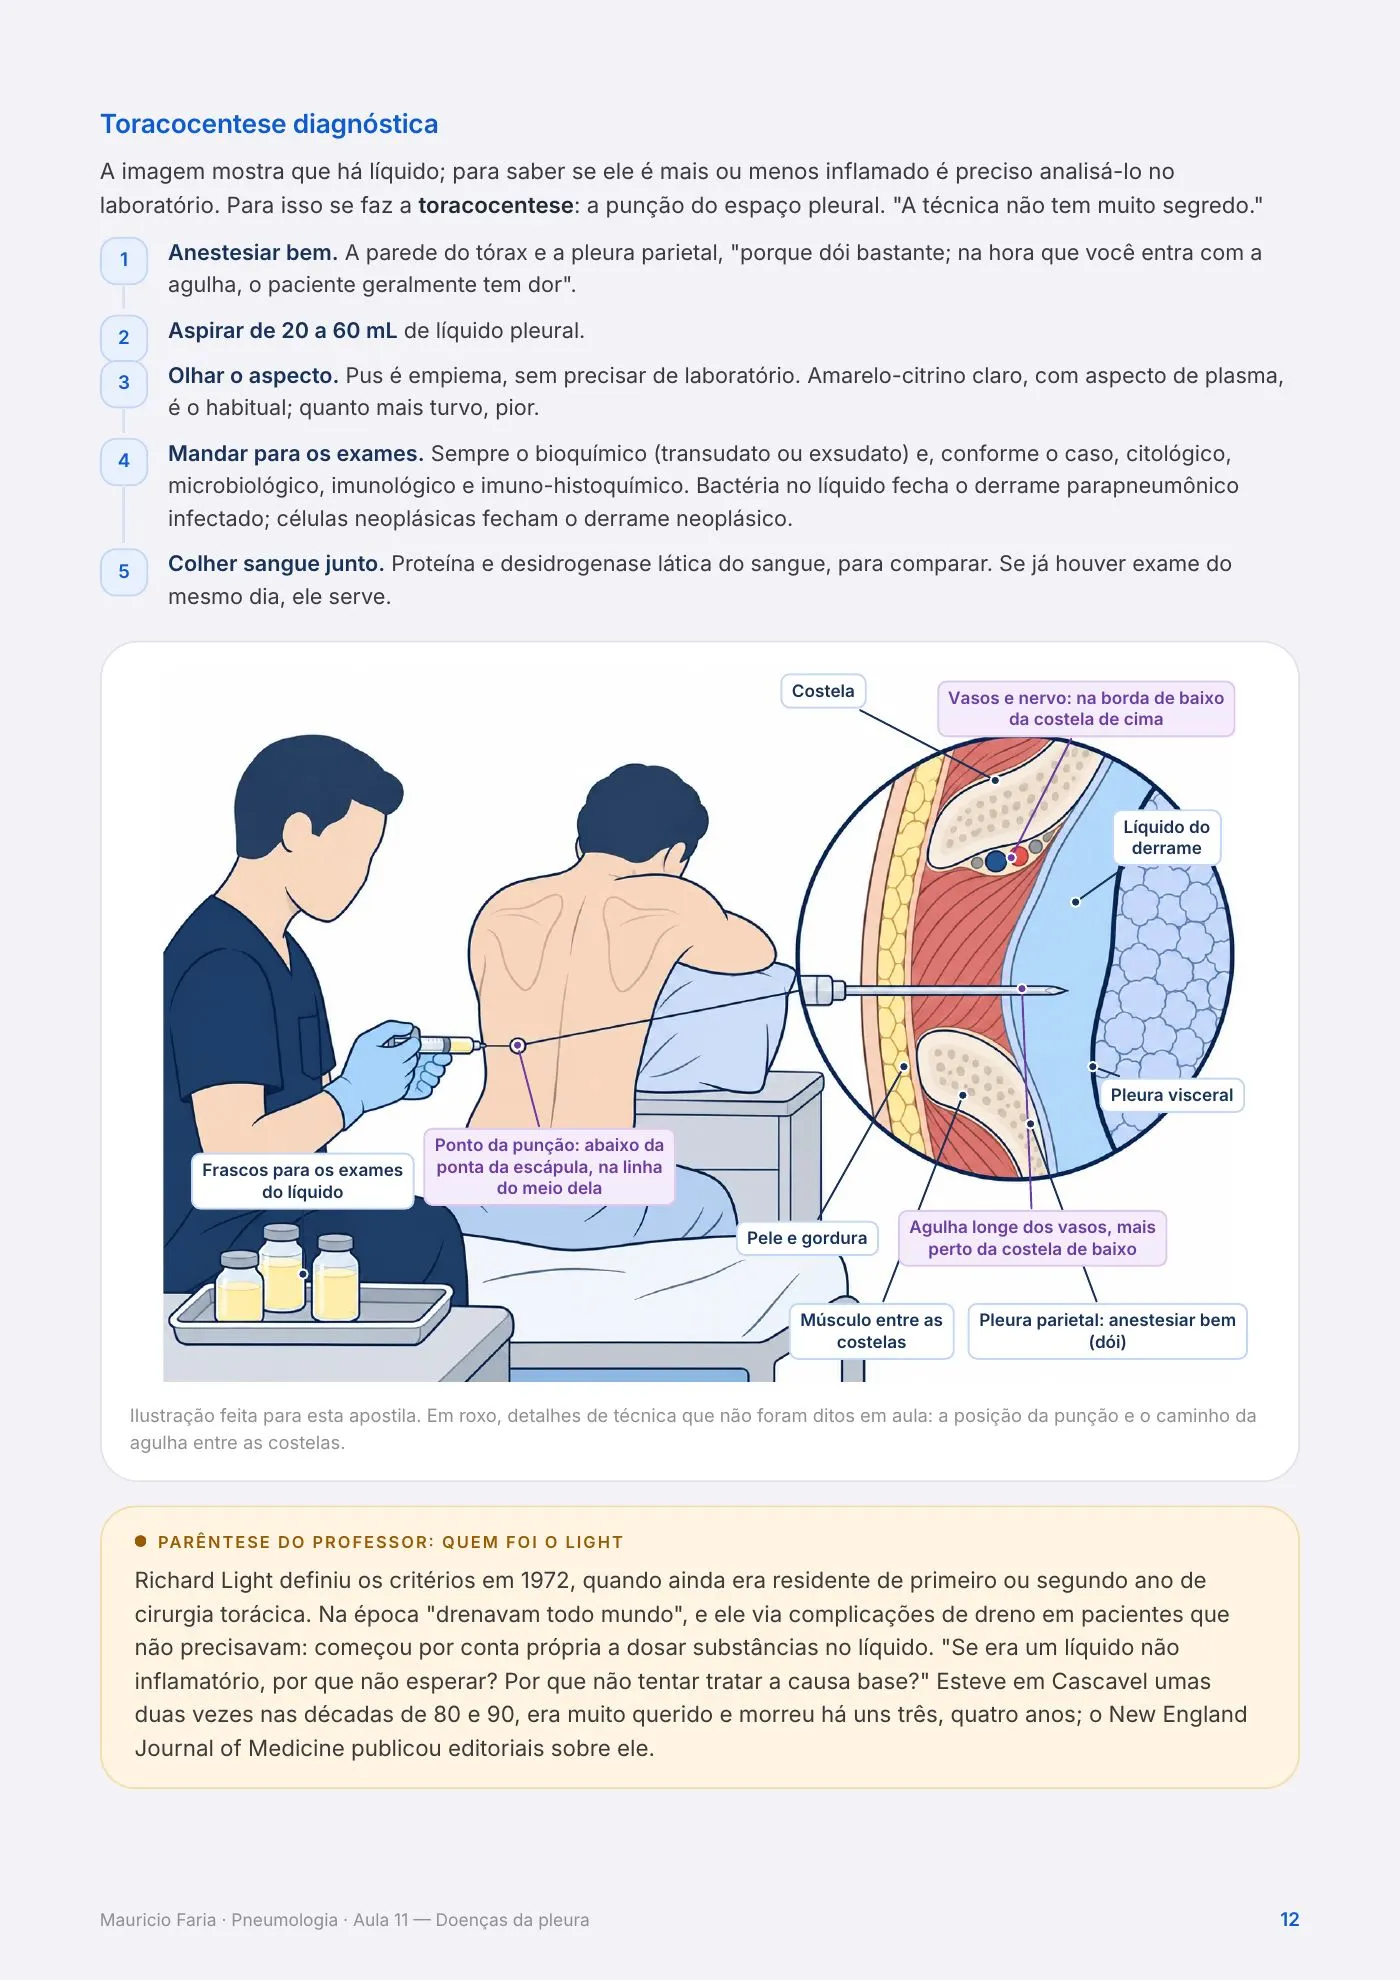 Toracocentese diagnóstica
A imagem mostra que há líquido; para saber se ele é mais ou menos inflamado é preciso analisá-lo no
laboratório. Para isso se faz a toracocentese: a punção do espaço pleural. "A técnica não tem muito segredo."
1
Anestesiar bem. A parede do tórax e a pleura parietal, "porque dói bastante; na hora que você entra com a
agulha, o paciente geralmente tem dor".
2
Aspirar de 20 a 60 mL de líquido pleural.
3
Olhar o aspecto. Pus é empiema, sem precisar de laboratório. Amarelo-citrino claro, com aspecto de plasma,
é o habitual; quanto mais turvo, pior.
4
Mandar para os exames. Sempre o bioquímico (transudato ou exsudato) e, conforme o caso, citológico,
microbiológico, imunológico e imuno-histoquímico. Bactéria no líquido fecha o derrame parapneumônico
infectado; células neoplásicas fecham o derrame neoplásico.
5
Colher sangue junto. Proteína e desidrogenase lática do sangue, para comparar. Se já houver exame do
mesmo dia, ele serve.
Costela
Vasos e nervo: na borda de baixo
da costela de cima
Líquido do
derrame
Pleura visceral
Ponto da punção: abaixo da
ponta da escápula, na linha
do meio dela
Frascos para os exames
do líquido
Pele e gordura
Agulha longe dos vasos, mais
perto da costela de baixo
Músculo entre as
costelas
Pleura parietal: anestesiar bem
(dói)
Ilustração feita para esta apostila. Em roxo, detalhes de técnica que não foram ditos em aula: a posição da punção e o caminho da
agulha entre as costelas.
PARÊNTESE DO PROFESSOR: QUEM FOI O LIGHT
Richard Light definiu os critérios em 1972, quando ainda era residente de primeiro ou segundo ano de
cirurgia torácica. Na época "drenavam todo mundo", e ele via complicações de dreno em pacientes que
não precisavam: começou por conta própria a dosar substâncias no líquido. "Se era um líquido não
inflamatório, por que não esperar? Por que não tentar tratar a causa base?" Esteve em Cascavel umas
duas vezes nas décadas de 80 e 90, era muito querido e morreu há uns três, quatro anos; o New England
Journal of Medicine publicou editoriais sobre ele.
Mauricio Faria · Pneumologia · Aula 11 — Doenças da pleura
12